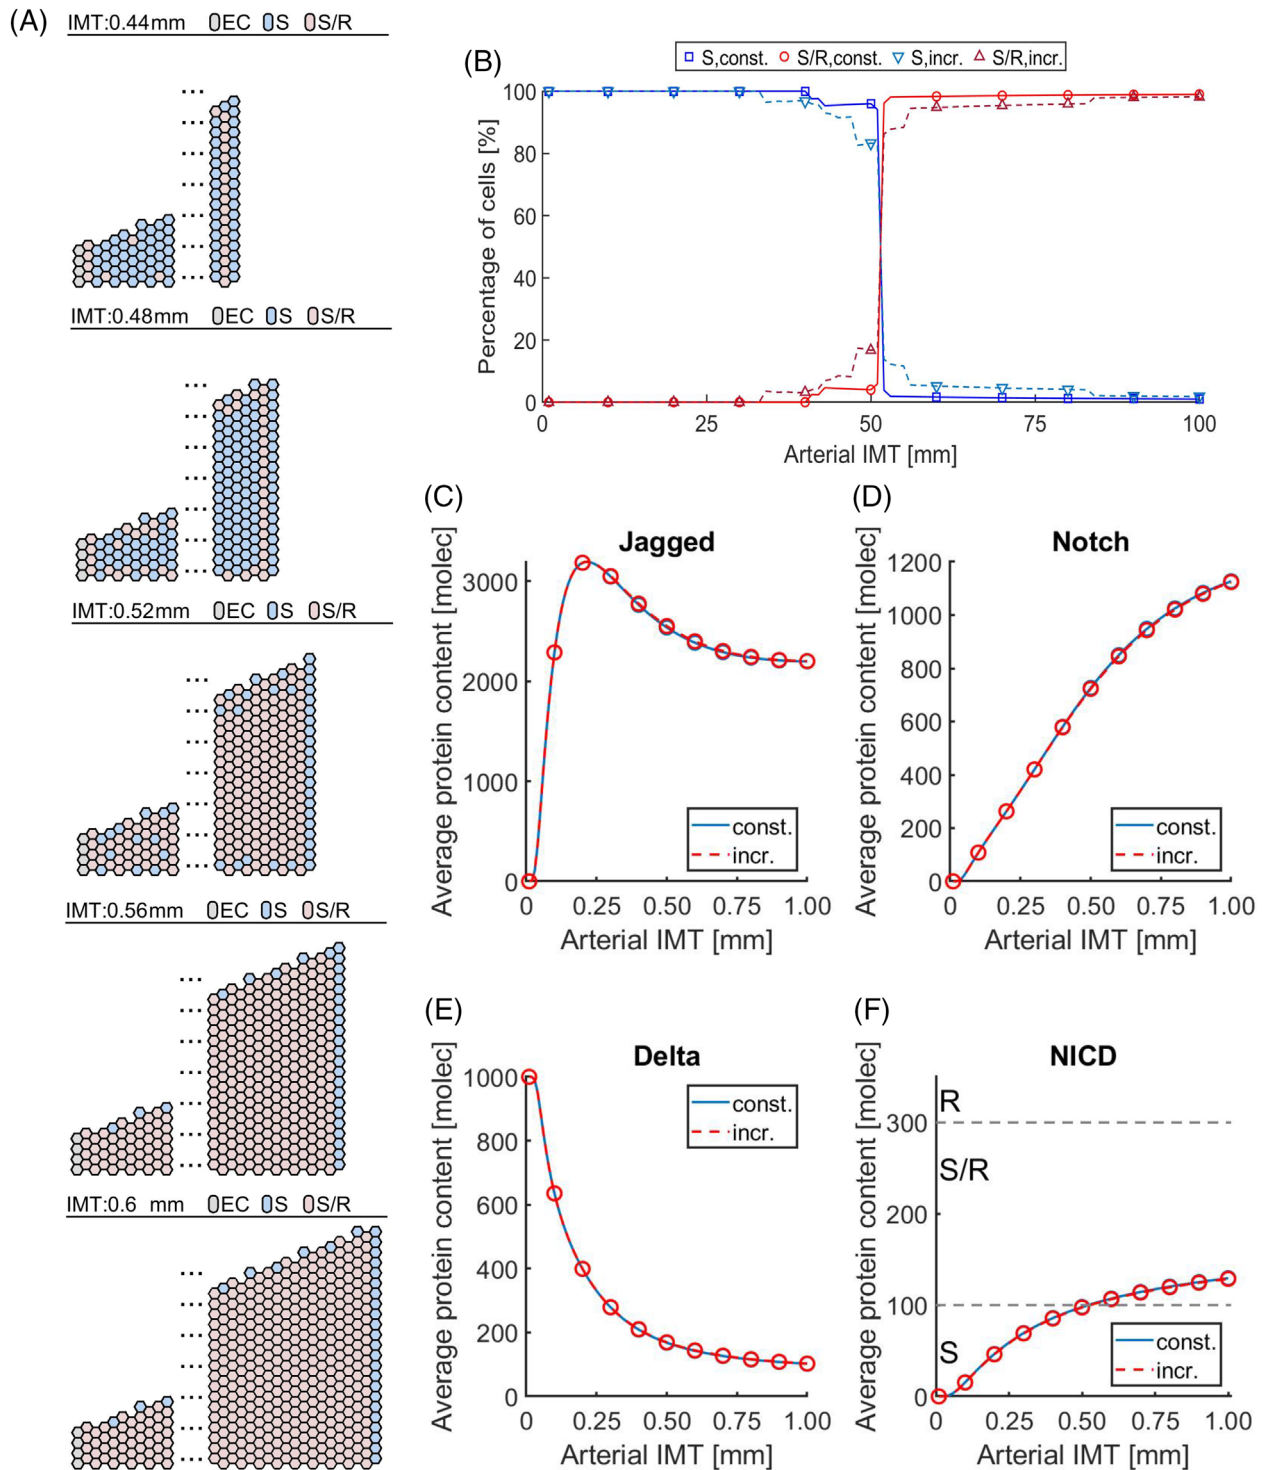 (A)
IMT:0.44mm EC S S/R
...
...
...
...
...
...
...
IMT:0.48mm EC S S/R
...
...
...
...
...
...
...
IMT:0.52mm EC S S/R
...
...
...
...
...
...
...
IMT:0.56mm EC S S/R
...
...
...
...
...
...
...
IMT:0.6 mm EC S S/R
...
...
...
...
...
...
...
(B)
S,const. S/R,const. S,incr. S/R,incr.
Percentage of cells [%]
100
80
60
40
20
0
0 25 50 75 100
Arterial IMT [mm]
(C)
Jagged
Average protein content [molec]
3000
2000
1000
0
const.
incr.
0 0.25 0.50 0.75 1.00
Arterial IMT [mm]
(D)
Notch
Average protein content [molec]
1200
1000
800
600
400
200
0
const.
incr.
0 0.25 0.50 0.75 1.00
Arterial IMT [mm]
(E)
Delta
Average protein content [molec]
1000
800
600
400
200
0
const.
incr.
0 0.25 0.50 0.75 1.00
Arterial IMT [mm]
(F)
NICD
Average protein content [molec]
R
300
S/R
200
100
S
0
const.
incr.
0 0.25 0.50 0.75 1.00
Arterial IMT [mm]